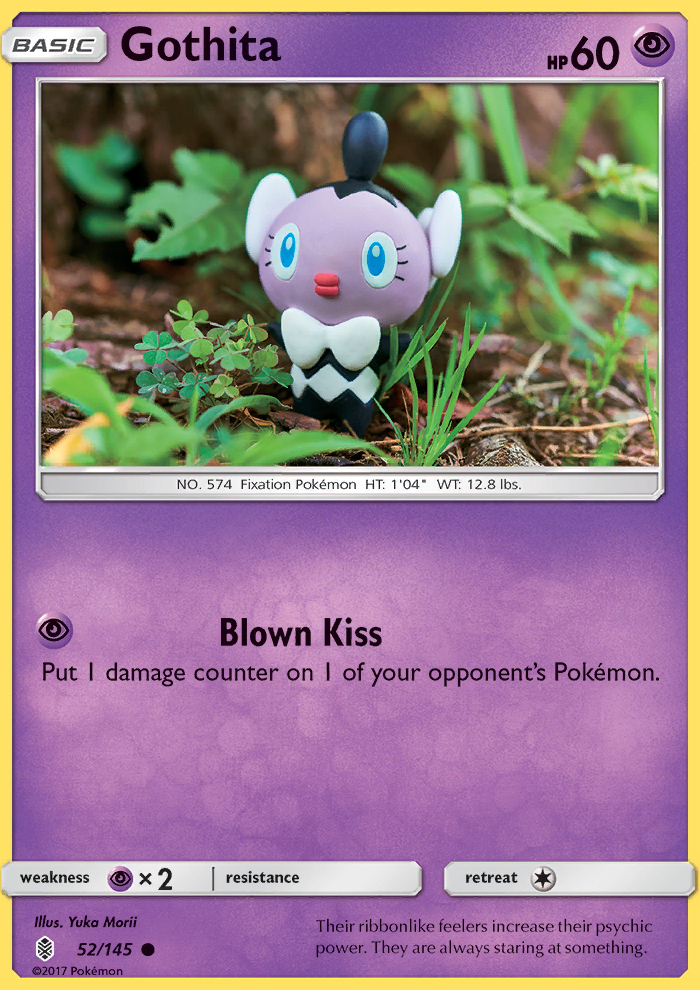 BASIC Gothita HP 60
NO. 574 Fixation Pokémon HT: 1'04" WT: 12.8 lbs.
Blown Kiss
Put 1 damage counter on 1 of your opponent's Pokémon.
weakness ×2 resistance retreat
Illus. Yuka Morii
52/145
©2017 Pokémon
Their ribbonlike feelers increase their psychic
power. They are always staring at something.